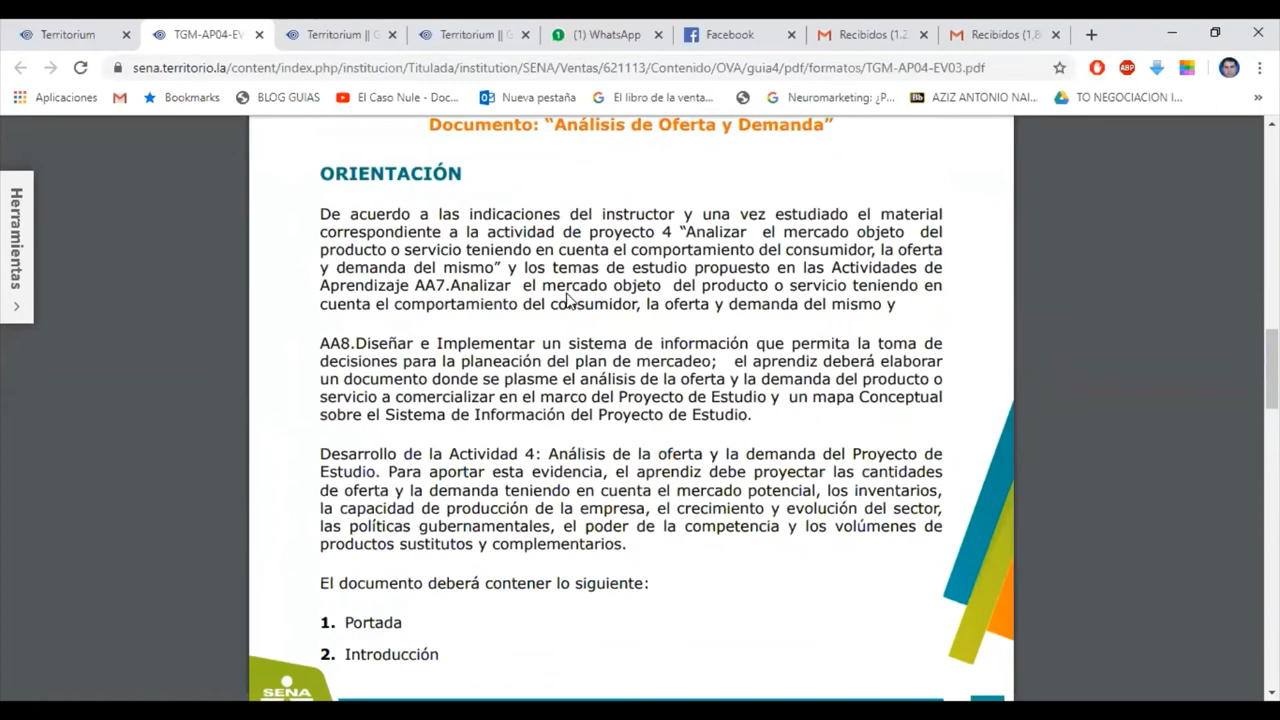 Territorium
TGM-AP04-EV
Territorium || G
Territorium || G
(1) WhatsApp
Facebook
Recibidos (1.2
Recibidos (1,8
sena.territorio.la/content/index.php/institucion/Titulada/institution/SENA/Ventas/621113/Contenido/OVA/guia4/pdf/formatos/TGM-AP04-EV03.pdf
Aplicaciones
Bookmarks
BLOG GUIAS
El Caso Nule - Doc...
Nueva pestaña
El libro de la venta...
Neuromarketing: ¿P...
AZIZ ANTONIO NAI...
TO NEGOCIACION I...
»
Herramientas
Documento: “Análisis de Oferta y Demanda”
ORIENTACIÓN
De acuerdo a las indicaciones del instructor y una vez estudiado el material
correspondiente a la actividad de proyecto 4 “Analizar el mercado objeto del
producto o servicio teniendo en cuenta el comportamiento del consumidor, la oferta
y demanda del mismo” y los temas de estudio propuesto en las Actividades de
Aprendizaje AA7.Analizar el mercado objeto del producto o servicio teniendo en
cuenta el comportamiento del consumidor, la oferta y demanda del mismo y
AA8.Diseñar e Implementar un sistema de información que permita la toma de
decisiones para la planeación del plan de mercadeo; el aprendiz deberá elaborar
un documento donde se plasme el análisis de la oferta y la demanda del producto o
servicio a comercializar en el marco del Proyecto de Estudio y un mapa Conceptual
sobre el Sistema de Información del Proyecto de Estudio.
Desarrollo de la Actividad 4: Análisis de la oferta y la demanda del Proyecto de
Estudio. Para aportar esta evidencia, el aprendiz debe proyectar las cantidades
de oferta y la demanda teniendo en cuenta el mercado potencial, los inventarios,
la capacidad de producción de la empresa, el crecimiento y evolución del sector,
las políticas gubernamentales, el poder de la competencia y los volúmenes de
productos sustitutos y complementarios.
El documento deberá contener lo siguiente:
1. Portada
2. Introducción
SENA